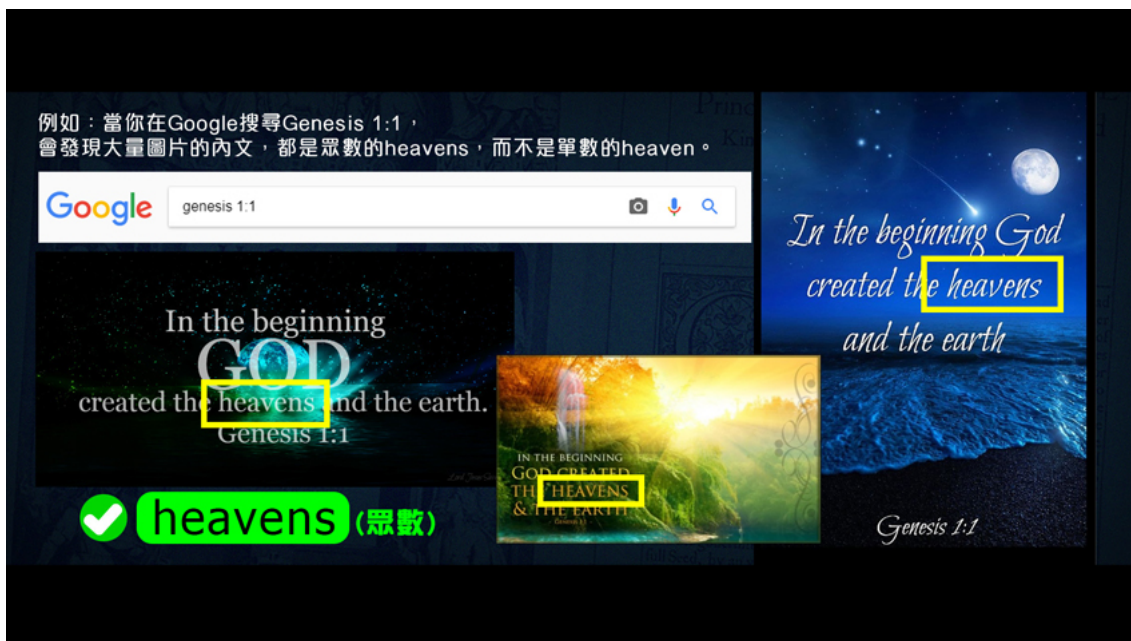 例如：當你在Google搜尋Genesis 1:1，
會發現大量圖片的內文，都是眾數的heavens，而不是單數的heaven。
Google
genesis 1:1
In the beginning
GOD
created the heavens and the earth.
Genesis 1:1
IN THE BEGINNING
GOD CREATED
THE HEAVENS
& THE EARTH
Genesis 1:1
In the beginning God
created the heavens
and the earth
Genesis 1:1
heavens (眾數)